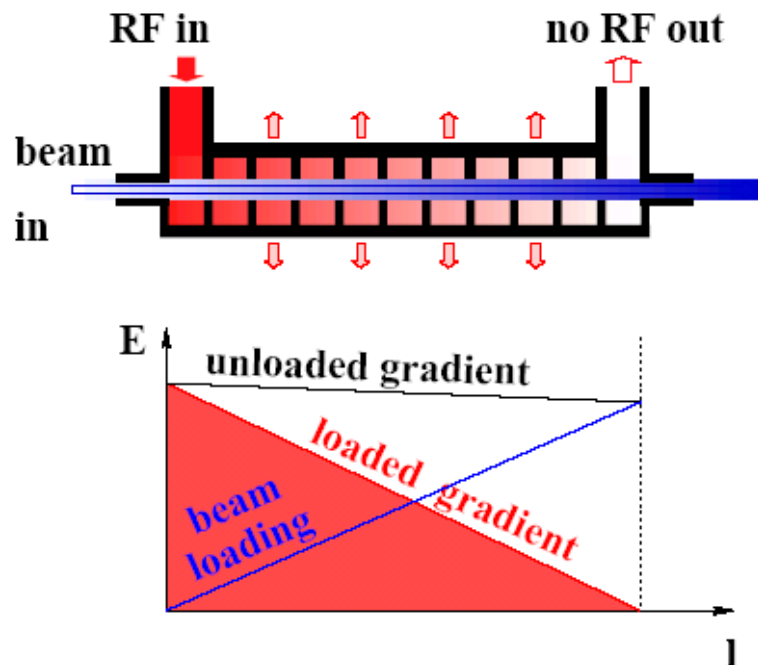 RF in
no RF out
beam
in
E
unloaded gradient
loaded gradient
beam
loading
l